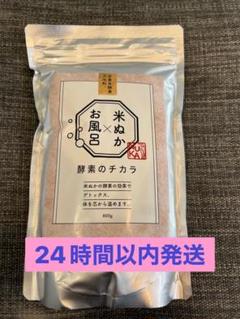 米ぬか
×
お風呂
酵素のチカラ
米ぬかの酵素の効果で
デトックス。
体を芯から温めます。
24時間以内発送